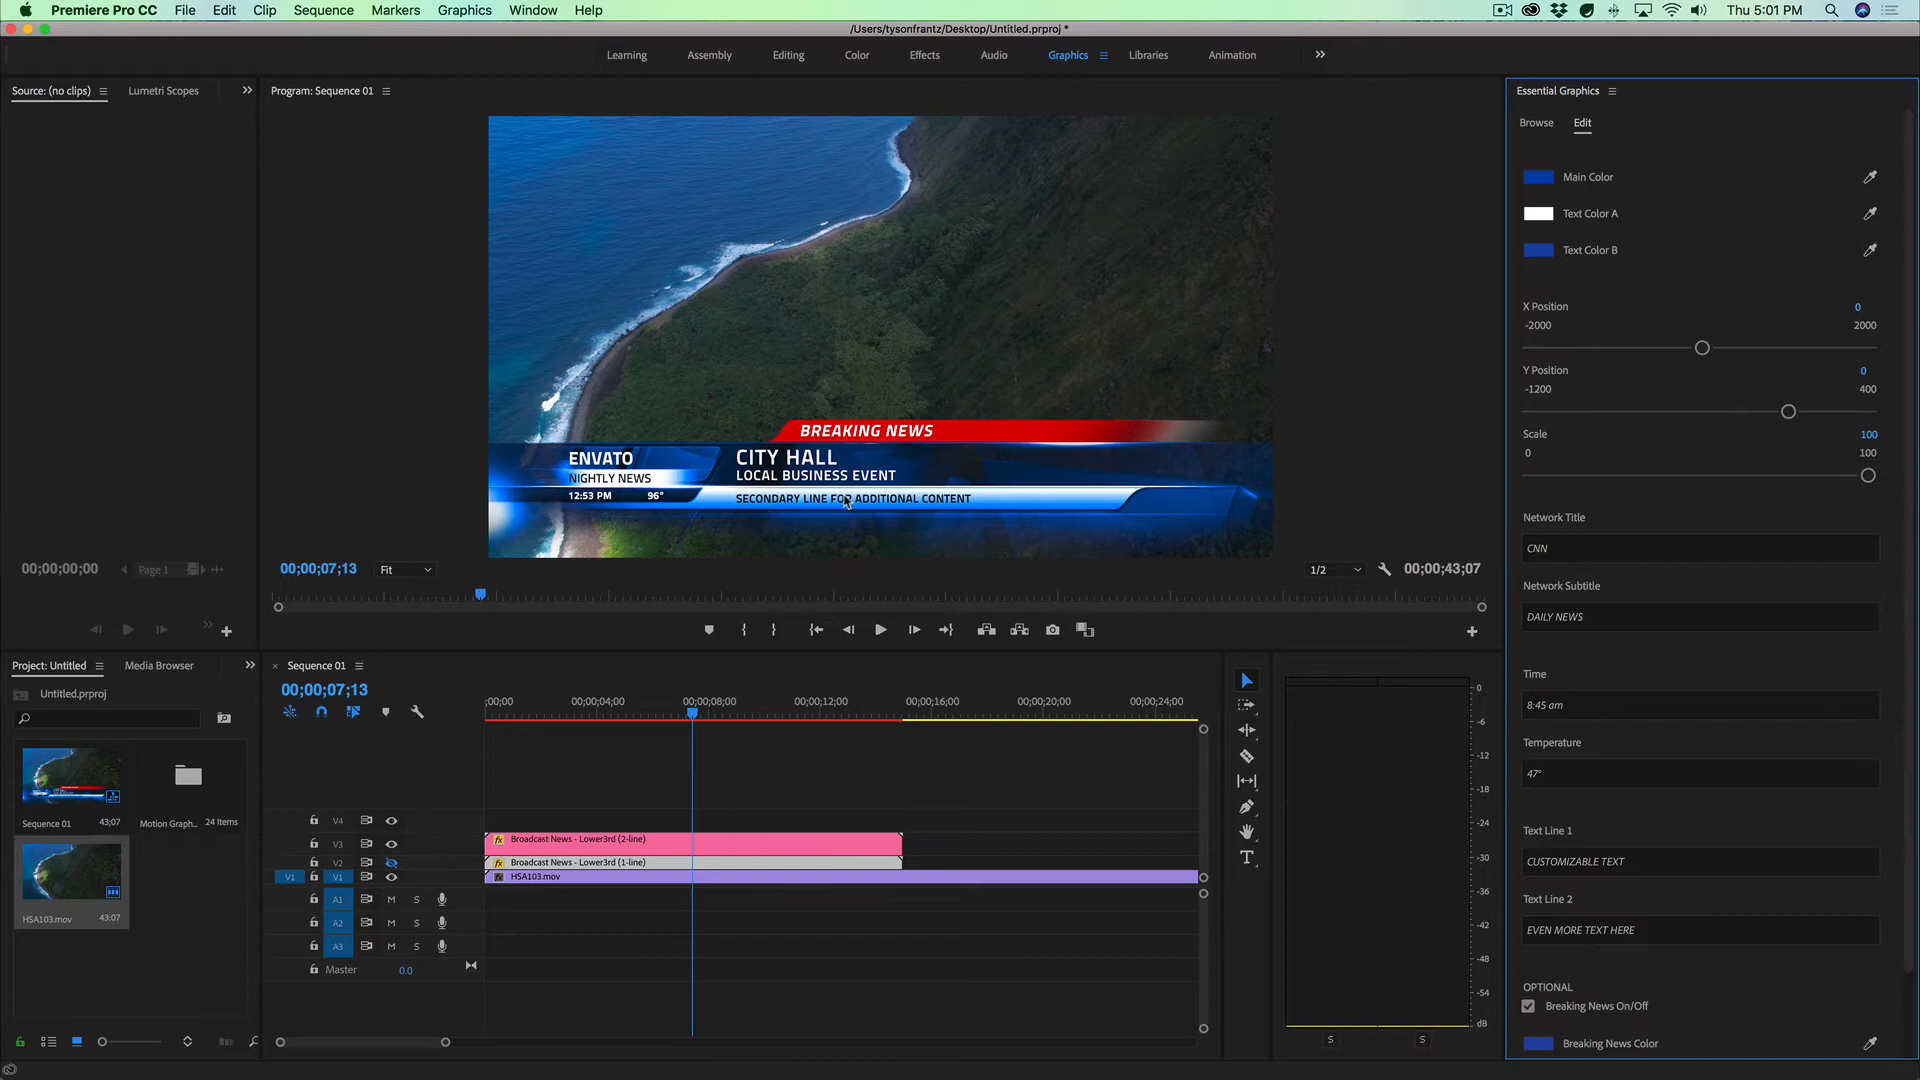 Premiere Pro CC File Edit Clip Sequence Markers Graphics Window Help Thu 5:01 PM
/Users/tysonfrantz/Desktop/Untitled.prproj *
Learning Assembly Editing Color Effects Audio Graphics Libraries Animation
Source: (no clips) Lumetri Scopes
Program: Sequence 01
BREAKING NEWS
ENVATO
NIGHTLY NEWS
12:53 PM 96°
CITY HALL
LOCAL BUSINESS EVENT
SECONDARY LINE FOR ADDITIONAL CONTENT
00;00;00;00 Page 1
00;00;07;13 Fit 1/2 00;00;43;07
Essential Graphics
Browse Edit
Main Color
Text Color A
Text Color B
X Position 0
-2000 2000
Y Position 0
-1200 400
Scale 100
0 100
Network Title
CNN
Network Subtitle
DAILY NEWS
Time
8:45 am
Temperature
47°
Text Line 1
CUSTOMIZABLE TEXT
Text Line 2
EVEN MORE TEXT HERE
OPTIONAL
Breaking News On/Off
Breaking News Color
Project: Untitled Media Browser
Untitled.prproj
Sequence 01 43;07
Motion Graph... 24 Items
HSA103.mov 43:07
× Sequence 01
00;00;07;13
;00;00 00;00;04;00 00;00;08;00 00;00;12;00 00;00;16;00 00;00;20;00 00;00;24;00
V4
V3 fx Broadcast News - Lower3rd (2-line)
V2 fx Broadcast News - Lower3rd (1-line)
V1 V1 fx HSA103.mov
A1 M S
A2 M S
A3 M S
Master 0.0
0
-6
-12
-18
-24
-30
-36
-42
-48
-54
dB
S S